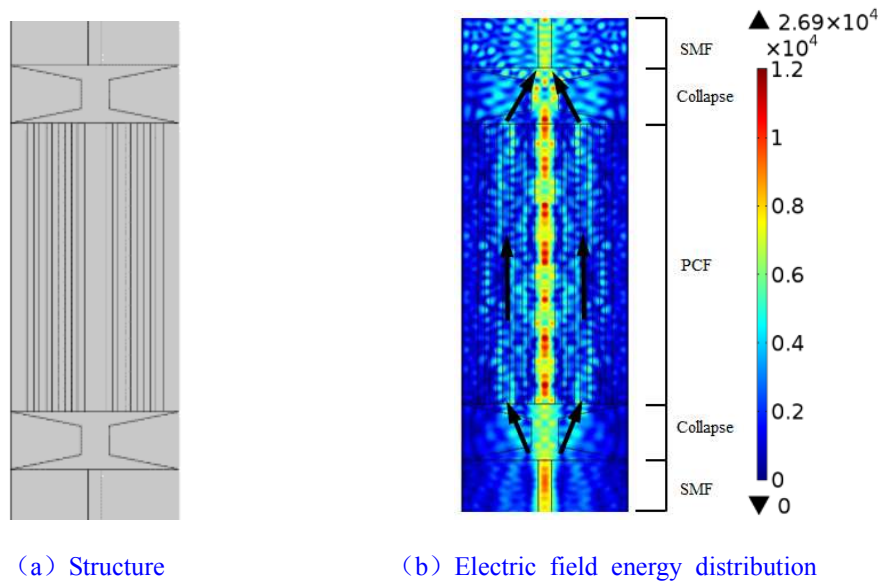 ▲ 2.69×10⁴
×10⁴
SMF
Collapse
PCF
Collapse
SMF
1.2
1
0.8
0.6
0.4
0.2
0
▼ 0
（a）Structure
（b）Electric field energy distribution